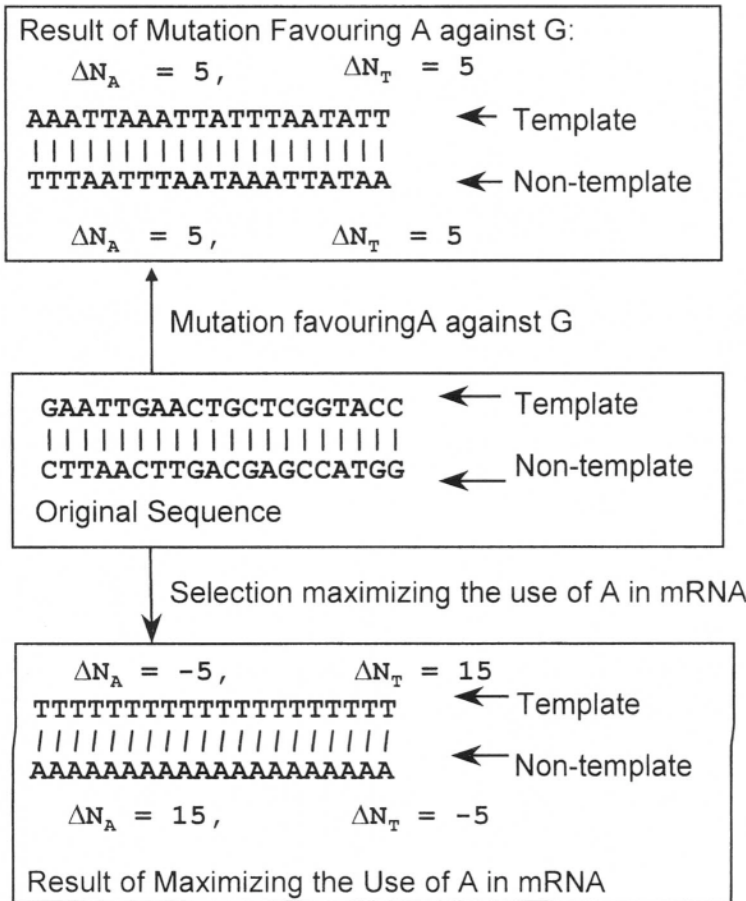 Result of Mutation Favouring A against G:
ΔN_A = 5, ΔN_T = 5
AAATTAAATTATTTAATATT Template
TTTAATTTAATAAATTATAA Non-template
ΔN_A = 5, ΔN_T = 5
Mutation favouringA against G
GAATTGAACTGCTCGGTACC Template
CTTAACTTGACGAGCCATGG Non-template
Original Sequence
Selection maximizing the use of A in mRNA
ΔN_A = -5, ΔN_T = 15
TTTTTTTTTTTTTTTTTTTT Template
AAAAAAAAAAAAAAAAAAAA Non-template
ΔN_A = 15, ΔN_T = -5
Result of Maximizing the Use of A in mRNA